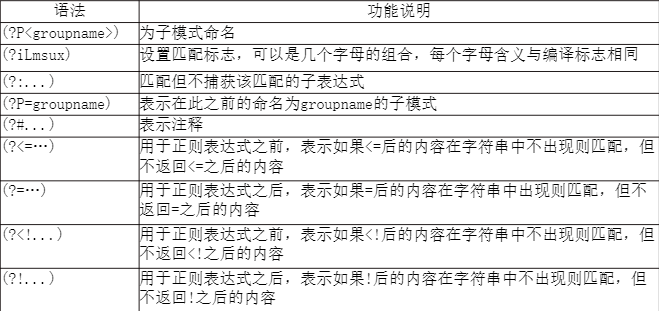 语法 功能说明
(?P<groupname>) 为子模式命名
(?iLmsux) 设置匹配标志，可以是几个字母的组合，每个字母含义与编译标志相同
(?:...) 匹配但不捕获该匹配的子表达式
(?P=groupname) 表示在此之前的命名为groupname的子模式
(?#...) 表示注释
(?<=…) 用于正则表达式之前，表示如果<=后的内容在字符串中不出现则匹配，但
不返回<=之后的内容
(?=…) 用于正则表达式之后，表示如果=后的内容在字符串中出现则匹配，但不
返回=之后的内容
(?<!...) 用于正则表达式之前，表示如果<!后的内容在字符串中不出现则匹配，但
不返回<!之后的内容
(?!...) 用于正则表达式之后，表示如果!后的内容在字符串中不出现则匹配，但
不返回!之后的内容